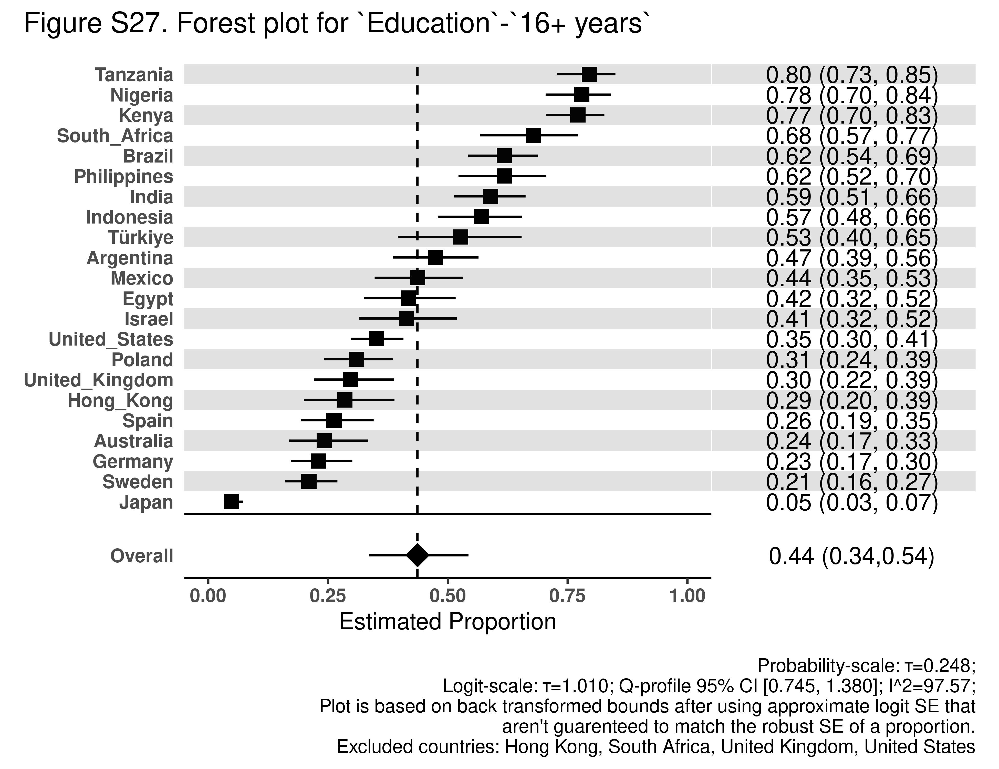 Figure S27. Forest plot for `Education`-`16+ years`
Tanzania 0.80 (0.73, 0.85)
Nigeria 0.78 (0.70, 0.84)
Kenya 0.77 (0.70, 0.83)
South_Africa 0.68 (0.57, 0.77)
Brazil 0.62 (0.54, 0.69)
Philippines 0.62 (0.52, 0.70)
India 0.59 (0.51, 0.66)
Indonesia 0.57 (0.48, 0.66)
Türkiye 0.53 (0.40, 0.65)
Argentina 0.47 (0.39, 0.56)
Mexico 0.44 (0.35, 0.53)
Egypt 0.42 (0.32, 0.52)
Israel 0.41 (0.32, 0.52)
United_States 0.35 (0.30, 0.41)
Poland 0.31 (0.24, 0.39)
United_Kingdom 0.30 (0.22, 0.39)
Hong_Kong 0.29 (0.20, 0.39)
Spain 0.26 (0.19, 0.35)
Australia 0.24 (0.17, 0.33)
Germany 0.23 (0.17, 0.30)
Sweden 0.21 (0.16, 0.27)
Japan 0.05 (0.03, 0.07)
Overall 0.44 (0.34,0.54)
0.00 0.25 0.50 0.75 1.00
Estimated Proportion
Probability-scale: τ=0.248;
Logit-scale: τ=1.010; Q-profile 95% CI [0.745, 1.380]; I^2=97.57;
Plot is based on back transformed bounds after using approximate logit SE that
aren't guarenteed to match the robust SE of a proportion.
Excluded countries: Hong Kong, South Africa, United Kingdom, United States